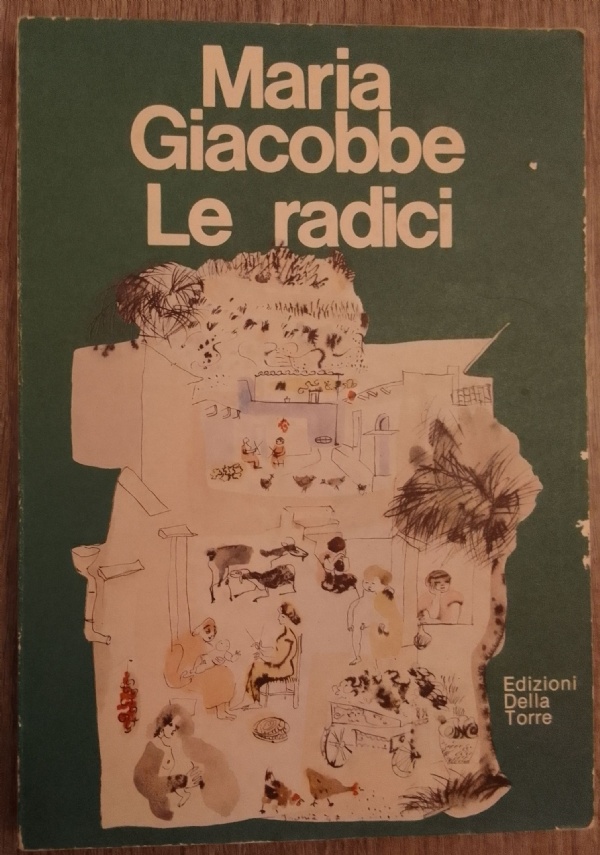 Maria
Giacobbe
Le radici
Edizioni
Della
Torre